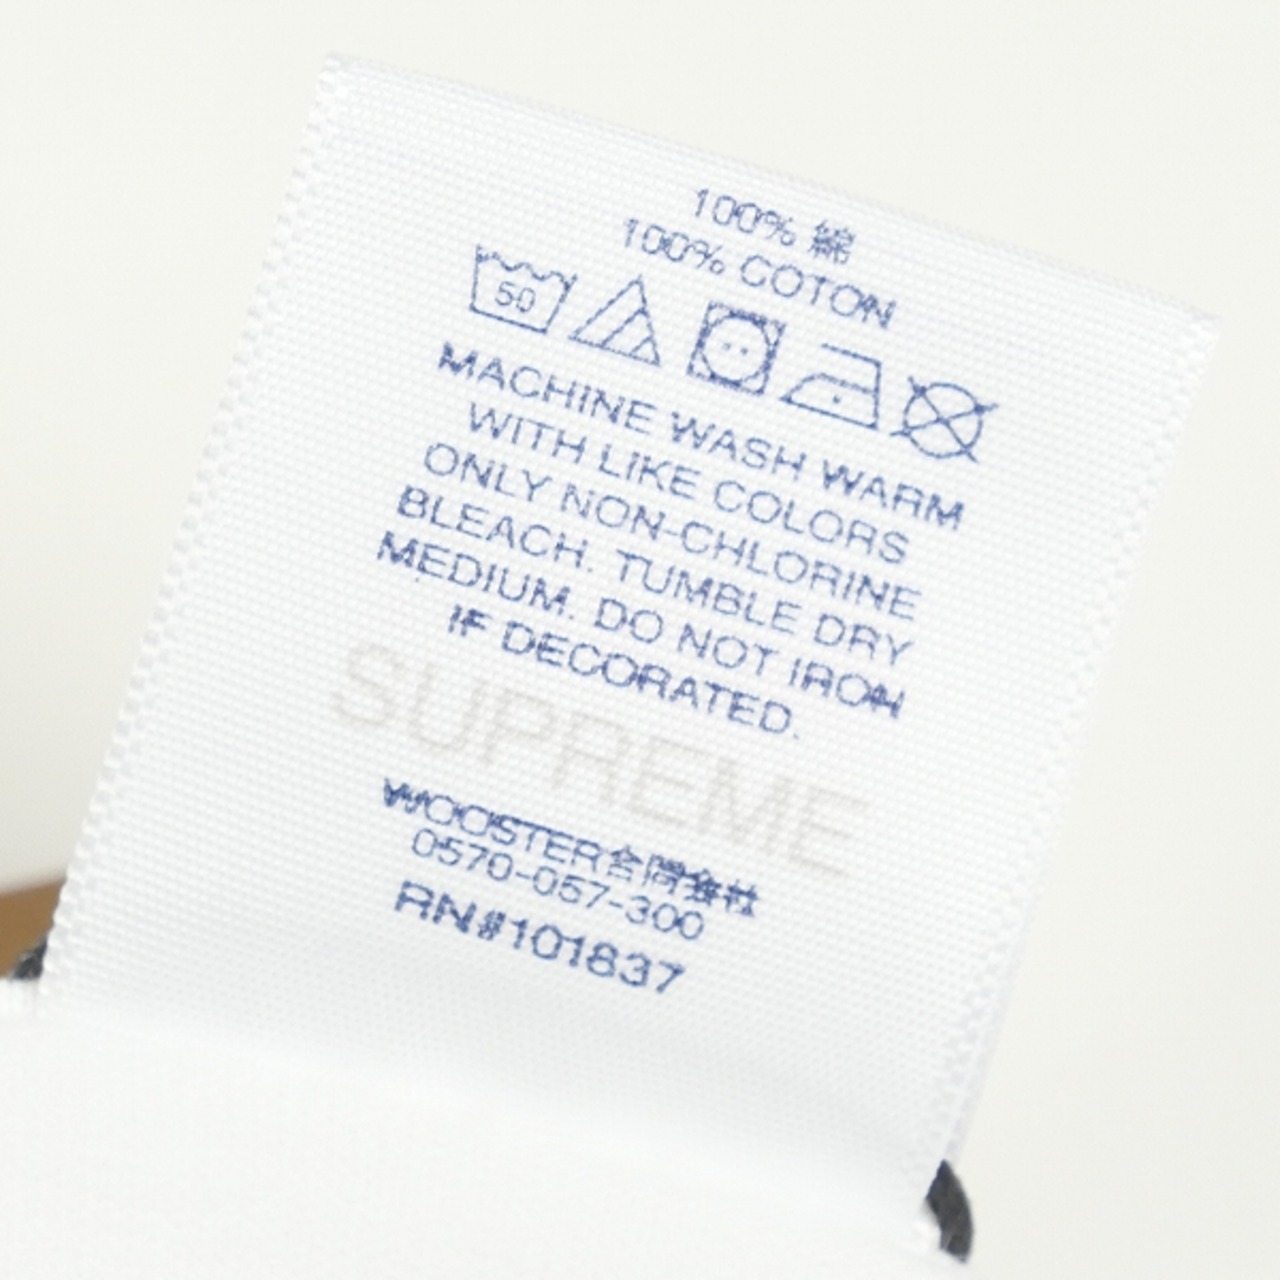 100% 綿
100% COTON
50
MACHINE WASH WARM
WITH LIKE COLORS
ONLY NON-CHLORINE
BLEACH. TUMBLE DRY
MEDIUM. DO NOT IRON
IF DECORATED.
SUPREME
WOOSTER合同会社
0570-057-300
RN#101837